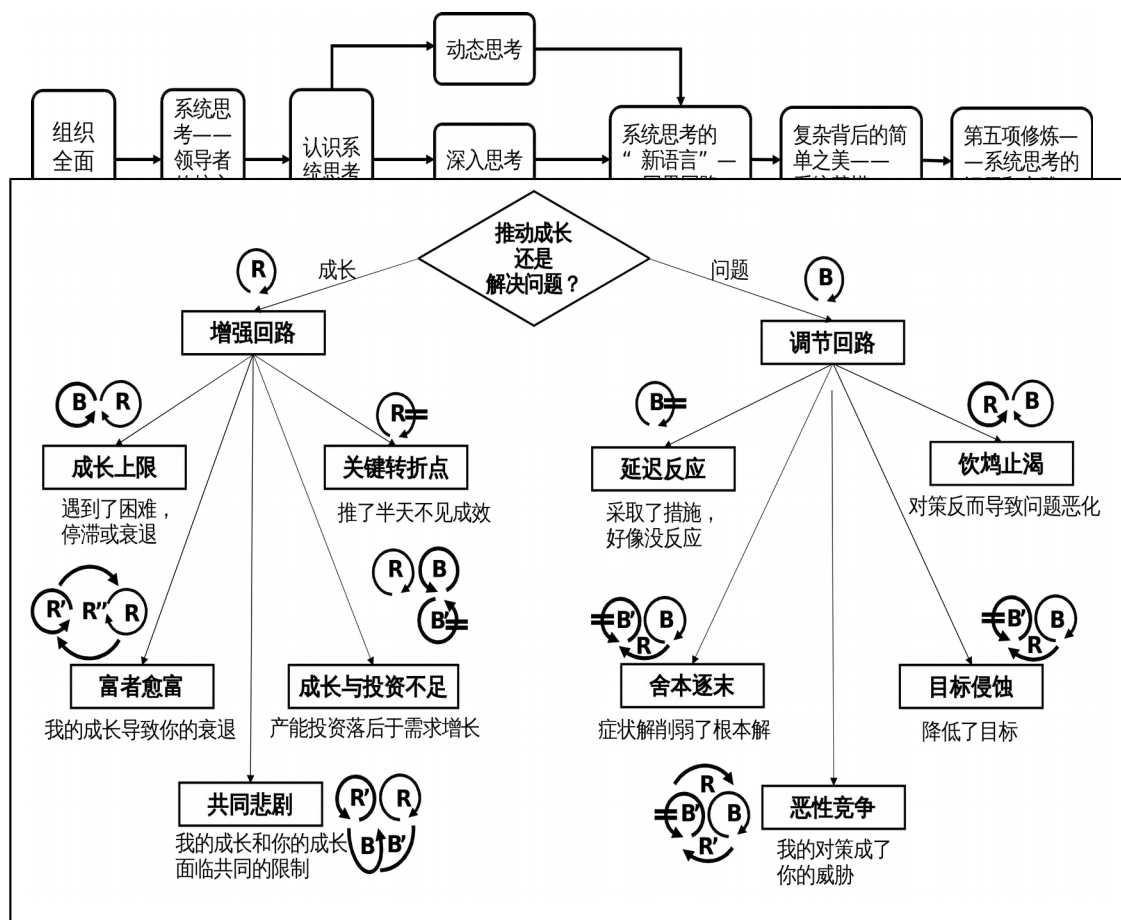 动态思考
组织
全面
系统思
考——
领导者
认识系
统思考
深入思考
系统思考的
“新语言”—
复杂背后的简
单之美——
第五项修炼—
—系统思考的
推动成长
还是
解决问题?
成长
问题
R
B
增强回路
调节回路
B R
R
B
R B
成长上限
关键转折点
延迟反应
饮鸩止渴
遇到了困难,
停滞或衰退
推了半天不见成效
采取了措施,
好像没反应
对策反而导致问题恶化
R' R'' R
R B
B'
B' B
R
B' B
R
富者愈富
成长与投资不足
舍本逐末
目标侵蚀
我的成长导致你的衰退
产能投资落后于需求增长
症状解削弱了根本解
降低了目标
共同悲剧
R' R
B B'
R
B' B
R'
恶性竞争
我的成长和你的成长
面临共同的限制
我的对策成了
你的威胁